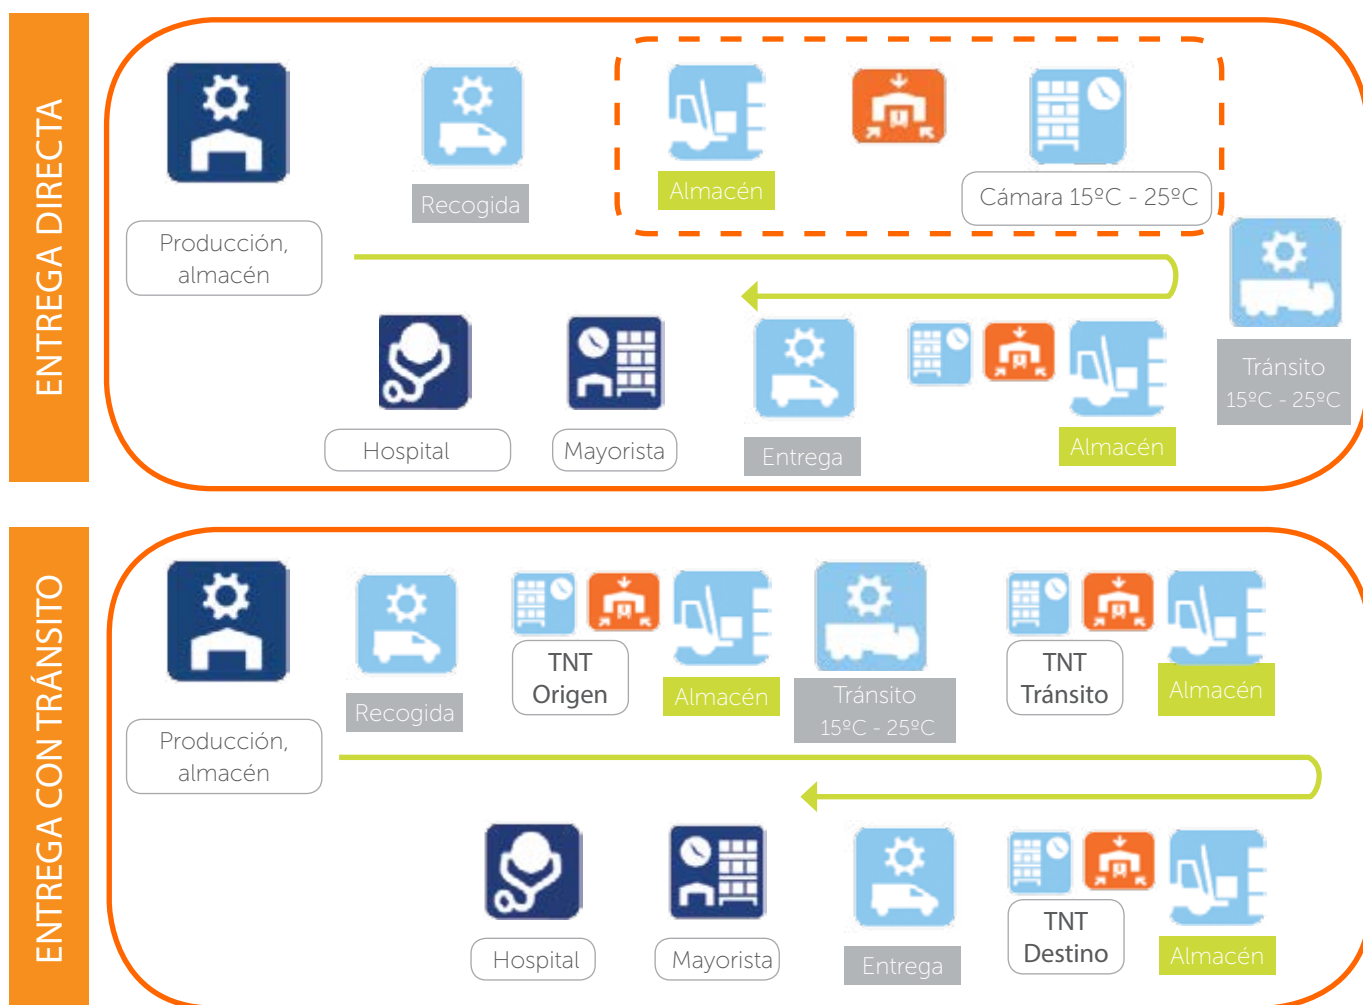 ENTREGA DIRECTA
Producción,
almacén
Recogida
Almacén
Cámara 15ºC - 25ºC
Tránsito
15ºC - 25ºC
Hospital
Mayorista
Entrega
Almacén
ENTREGA CON TRÁNSITO
Producción,
almacén
Recogida
TNT
Origen
Almacén
Tránsito
15ºC - 25ºC
TNT
Tránsito
Almacén
Hospital
Mayorista
Entrega
TNT
Destino
Almacén